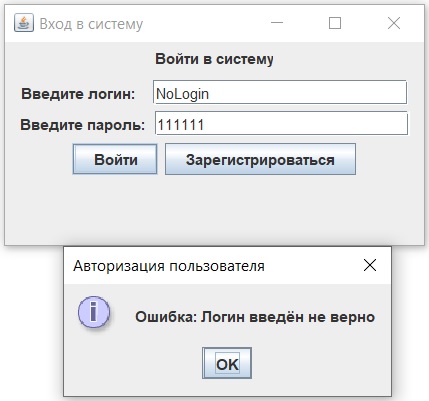 Вход в систему
Войти в систему
Введите логин: NoLogin
Введите пароль: 111111
Войти Зарегистрироваться
Авторизация пользователя
i Ошибка: Логин введён не верно
OK